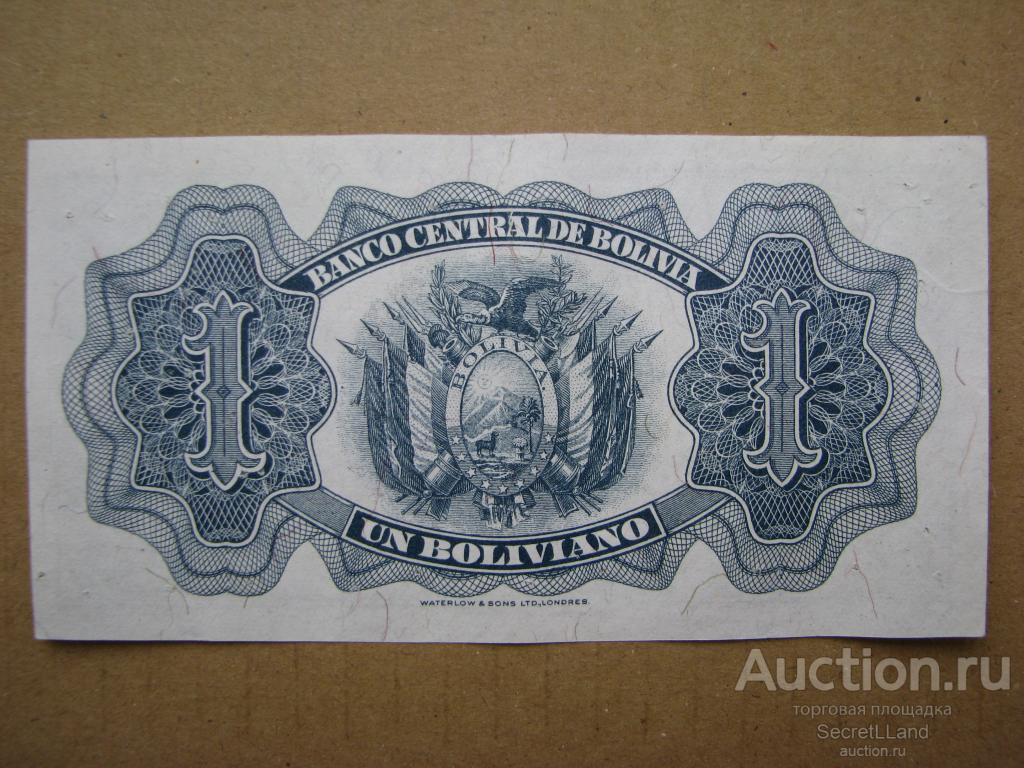 BANCO CENTRAL DE BOLIVIA
1
BOLIVIA
1
UN BOLIVIANO
WATERLOW & SONS LTD., LONDRES.
Auction.ru
торговая площадка
SecretLLand
auction.ru